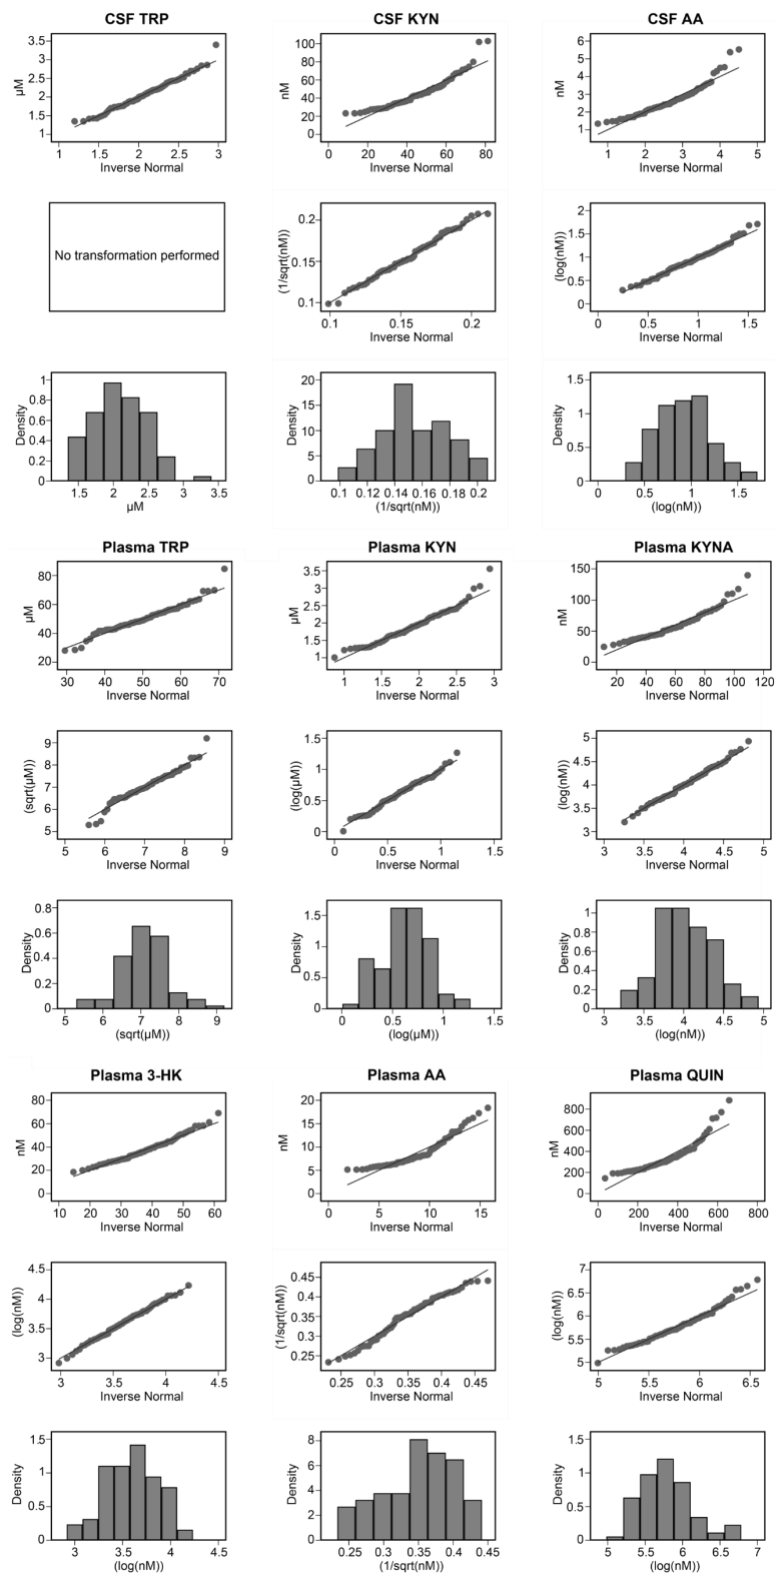 CSF TRP
3.5
3
2.5
2
1.5
1
µM
1 1.5 2 2.5 3
Inverse Normal
CSF KYN
100
80
60
40
20
0
nM
0 20 40 60 80
Inverse Normal
CSF AA
6
5
4
3
2
1
nM
1 2 3 4 5
Inverse Normal
No transformation performed
0.2
0.15
0.1
(1/sqrt(nM))
0.1 0.15 0.2
Inverse Normal
2
1.5
1
0.5
0
(log(nM))
0 0.5 1 1.5
Inverse Normal
1
0.8
0.6
0.4
0.2
0
Density
1.5 2 2.5 3 3.5
µM
20
15
10
5
0
Density
0.1 0.12 0.14 0.16 0.18 0.2
(1/sqrt(nM))
1.5
1
0.5
0
Density
0 0.5 1 1.5
(log(nM))
Plasma TRP
80
60
40
20
µM
30 40 50 60 70
Inverse Normal
Plasma KYN
3.5
3
2.5
2
1.5
1
µM
1 1.5 2 2.5 3
Inverse Normal
Plasma KYNA
150
100
50
0
nM
20 40 60 80 100 120
Inverse Normal
9
8
7
6
5
(sqrt(µM))
5 6 7 8 9
Inverse Normal
1.5
1
0.5
0
(log(µM))
0 0.5 1 1.5
Inverse Normal
5
4.5
4
3.5
3
(log(nM))
3 3.5 4 4.5 5
Inverse Normal
0.8
0.6
0.4
0.2
0
Density
5 6 7 8 9
(sqrt(µM))
1.5
1
0.5
0
Density
0 0.5 1 1.5
(log(µM))
1
0.8
0.6
0.4
0.2
0
Density
3 3.5 4 4.5 5
(log(nM))
Plasma 3-HK
80
60
40
20
0
nM
10 20 30 40 50 60
Inverse Normal
Plasma AA
20
15
10
5
0
nM
0 5 10 15
Inverse Normal
Plasma QUIN
800
600
400
200
0
nM
0 200 400 600 800
Inverse Normal
4.5
4
3.5
3
(log(nM))
3 3.5 4 4.5
Inverse Normal
0.45
0.4
0.35
0.3
0.25
(1/sqrt(nM))
0.25 0.3 0.35 0.4 0.45
Inverse Normal
7
6.5
6
5.5
5
(log(nM))
5 5.5 6 6.5
Inverse Normal
1.5
1
0.5
0
Density
3 3.5 4 4.5
(log(nM))
8
6
4
2
0
Density
0.25 0.3 0.35 0.4 0.45
(1/sqrt(nM))
1.5
1
0.5
0
Density
5 5.5 6 6.5 7
(log(nM))